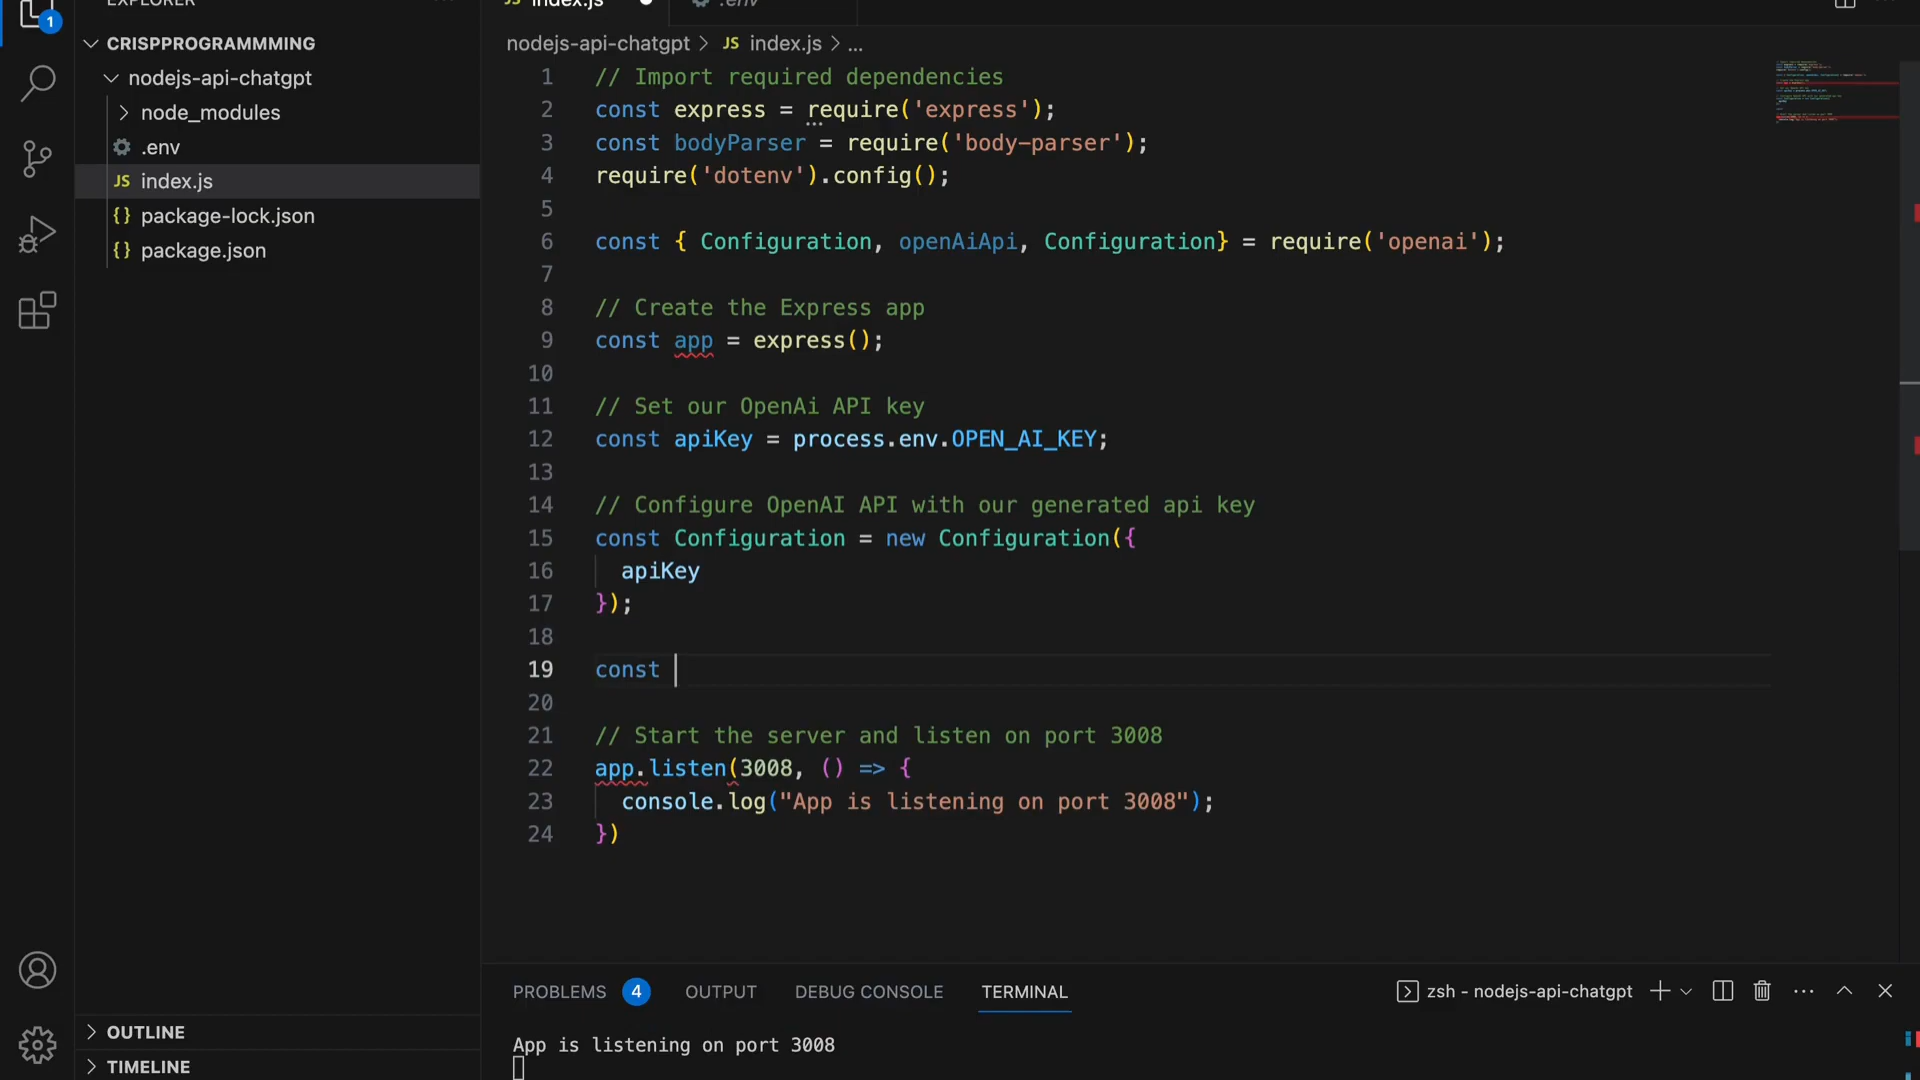 EXPLORER
1
CRISPPROGRAMMMING
nodejs-api-chatgpt
node_modules
.env
JS index.js
{} package-lock.json
{} package.json
OUTLINE
TIMELINE
JS index.js
.env
nodejs-api-chatgpt > JS index.js > ...
1 // Import required dependencies
2 const express = require('express');
3 const bodyParser = require('body-parser');
4 require('dotenv').config();
5
6 const { Configuration, openAiApi, Configuration} = require('openai');
7
8 // Create the Express app
9 const app = express();
10
11 // Set our OpenAi API key
12 const apiKey = process.env.OPEN_AI_KEY;
13
14 // Configure OpenAI API with our generated api key
15 const Configuration = new Configuration({
16 apiKey
17 });
18
19 const
20
21 // Start the server and listen on port 3008
22 app.listen(3008, () => {
23 console.log("App is listening on port 3008");
24 })
PROBLEMS 4 OUTPUT DEBUG CONSOLE TERMINAL zsh - nodejs-api-chatgpt
App is listening on port 3008